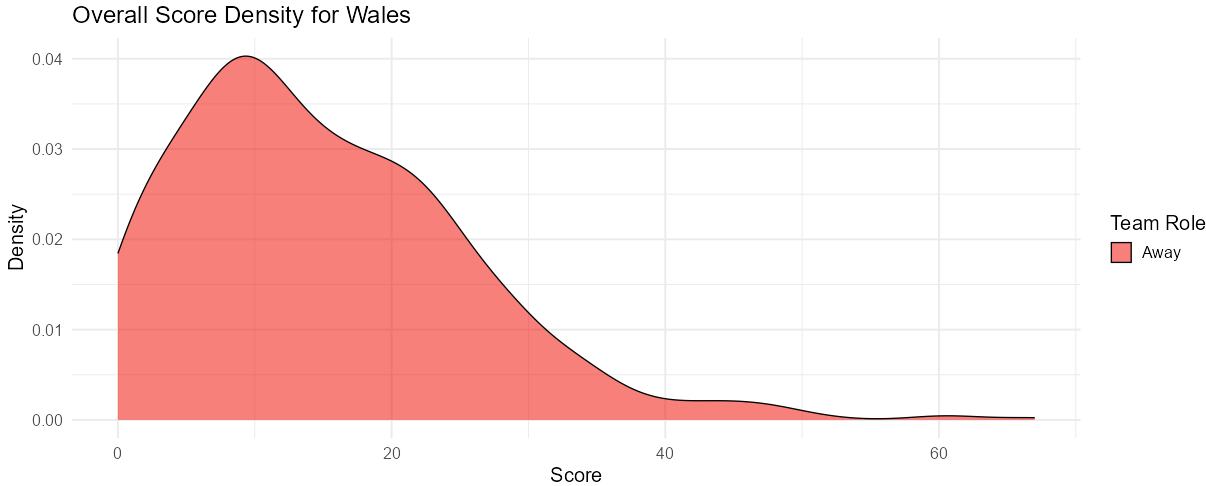 Overall Score Density for Wales
0.04
0.03
0.02
0.01
0.00
Density
0
20
40
60
Score
Team Role
Away